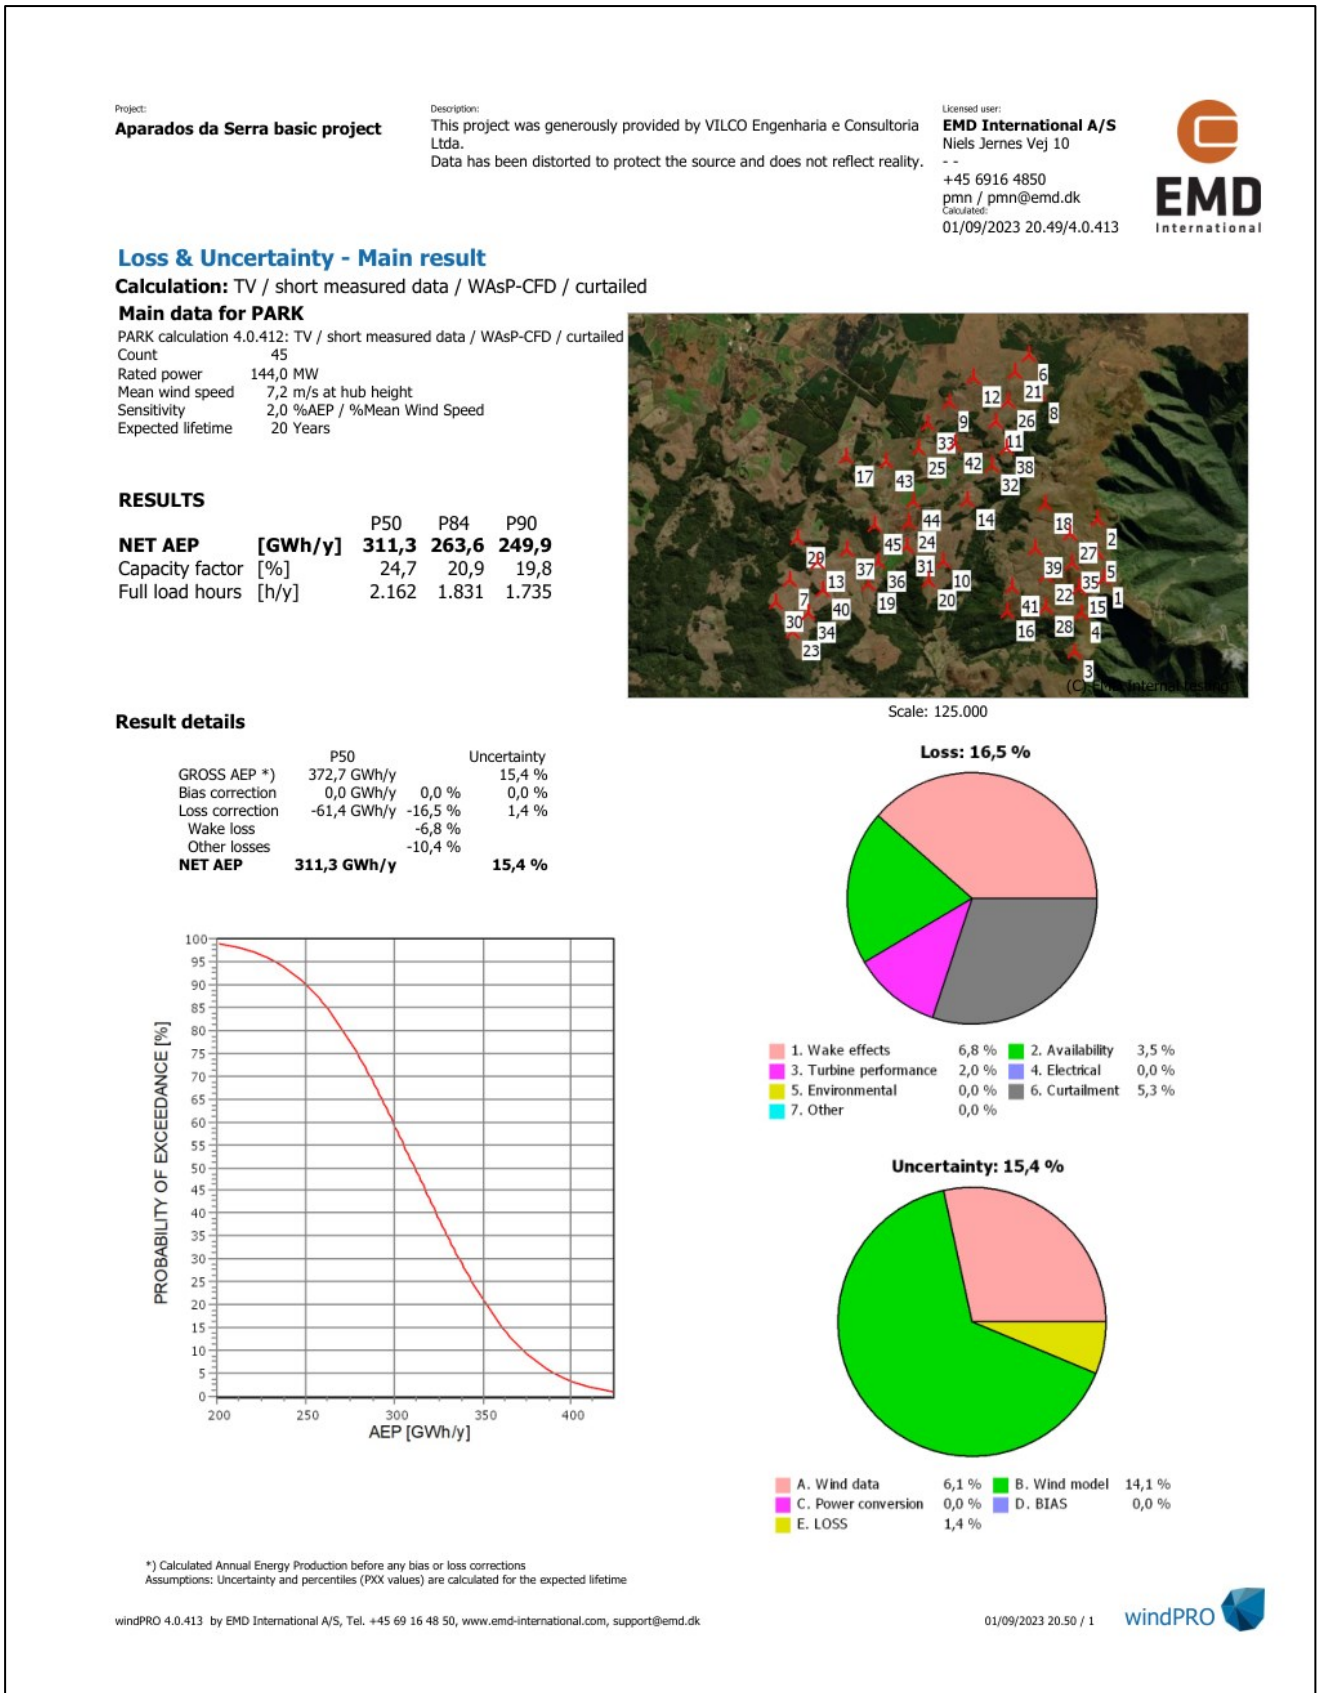 Project:
Aparados da Serra basic project
Description:
This project was generously provided by VILCO Engenharia e Consultoria
Ltda.
Data has been distorted to protect the source and does not reflect reality.
Licensed user:
EMD International A/S
Niels Jernes Vej 10
- -
+45 6916 4850
pmn / pmn@emd.dk
Calculated:
01/09/2023 20.49/4.0.413
EMD
International
Loss & Uncertainty - Main result
Calculation: TV / short measured data / WAsP-CFD / curtailed
Main data for PARK
PARK calculation 4.0.412: TV / short measured data / WAsP-CFD / curtailed
Count 45
Rated power 144,0 MW
Mean wind speed 7,2 m/s at hub height
Sensitivity 2,0 %AEP / %Mean Wind Speed
Expected lifetime 20 Years
RESULTS
P50 P84 P90
NET AEP [GWh/y] 311,3 263,6 249,9
Capacity factor [%] 24,7 20,9 19,8
Full load hours [h/y] 2.162 1.831 1.735
6
12 21
8
9 26
33 11
25 42 38
17 43 32
44 14 18
2
45 24 27
29 37 31 39 5
13 36 10 35
7 40 19 20 22 1
41 15
30 34 16 28 4
23
3
Scale: 125.000
Result details
P50 Uncertainty
GROSS AEP *) 372,7 GWh/y 15,4 %
Bias correction 0,0 GWh/y 0,0 % 0,0 %
Loss correction -61,4 GWh/y -16,5 % 1,4 %
Wake loss -6,8 %
Other losses -10,4 %
NET AEP 311,3 GWh/y 15,4 %
Loss: 16,5 %
1. Wake effects 6,8 % 2. Availability 3,5 %
3. Turbine performance 2,0 % 4. Electrical 0,0 %
5. Environmental 0,0 % 6. Curtailment 5,3 %
7. Other 0,0 %
PROBABILITY OF EXCEEDANCE [%]
100
95
90
85
80
75
70
65
60
55
50
45
40
35
30
25
20
15
10
5
0
200 250 300 350 400
AEP [GWh/y]
Uncertainty: 15,4 %
A. Wind data 6,1 % B. Wind model 14,1 %
C. Power conversion 0,0 % D. BIAS 0,0 %
E. LOSS 1,4 %
*) Calculated Annual Energy Production before any bias or loss corrections
Assumptions: Uncertainty and percentiles (PXX values) are calculated for the expected lifetime
windPRO 4.0.413 by EMD International A/S, Tel. +45 69 16 48 50, www.emd-international.com, support@emd.dk
01/09/2023 20.50 / 1
windPRO